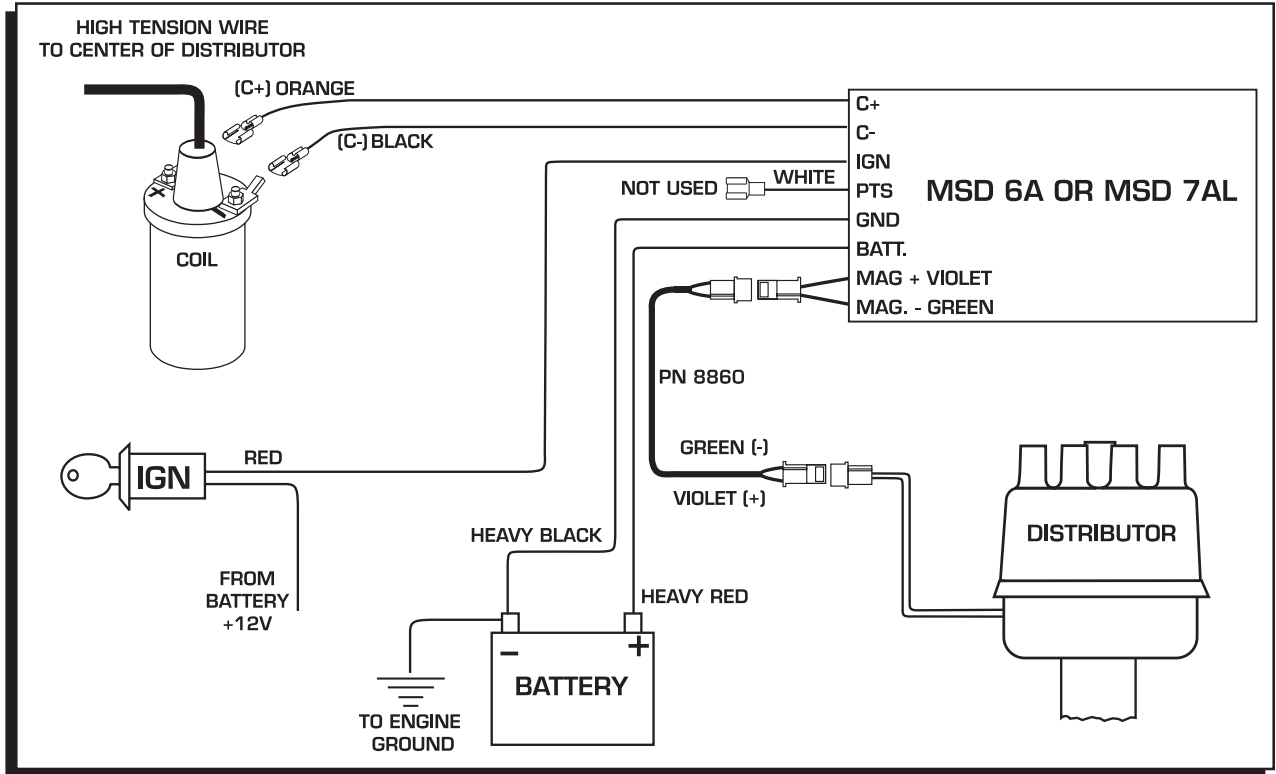 HIGH TENSION WIRE
TO CENTER OF DISTRIBUTOR
(C+) ORANGE
(C-) BLACK
C+
C-
IGN
PTS
GND
BATT.
MAG + VIOLET
MAG. - GREEN
MSD 6A OR MSD 7AL
NOT USED
WHITE
+
-
COIL
PN 8860
GREEN (-)
VIOLET (+)
IGN
RED
FROM
BATTERY
+12V
HEAVY BLACK
HEAVY RED
- +
BATTERY
TO ENGINE
GROUND
DISTRIBUTOR